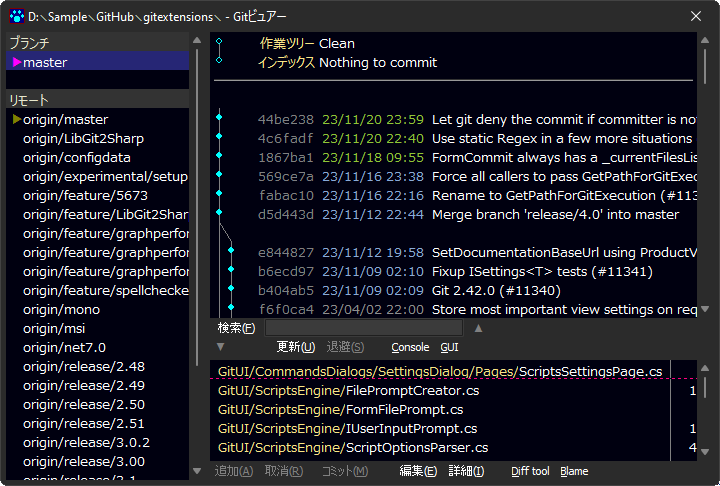 D:\Sample\GitHub\gitextensions\ - Gitビュアー
ブランチ
master
リモート
origin/master
origin/LibGit2Sharp
origin/configdata
origin/experimental/setup
origin/feature/5673
origin/feature/LibGit2Shar
origin/feature/graphperfor
origin/feature/graphperfor
origin/feature/graphperfor
origin/feature/spellchecke
origin/mono
origin/msi
origin/net7.0
origin/release/2.48
origin/release/2.49
origin/release/2.50
origin/release/2.51
origin/release/3.0.2
origin/release/3.00
origin/release/3.1
作業ツリー Clean
インデックス Nothing to commit
44be238 23/11/20 23:59 Let git deny the commit if committer is no
4c6fadf 23/11/20 22:40 Use static Regex in a few more situations
1867ba1 23/11/18 09:55 FormCommit always has a _currentFilesLis
569ce7a 23/11/16 23:38 Force all callers to pass GetPathForGitExec
fabac10 23/11/16 22:16 Rename to GetPathForGitExecution (#113
d5d443d 23/11/12 22:44 Merge branch 'release/4.0' into master
e844827 23/11/12 19:58 SetDocumentationBaseUrl using ProductV
b6ecd97 23/11/09 02:10 Fixup ISettings<T> tests (#11341)
b404ab5 23/11/09 02:09 Git 2.42.0 (#11340)
f6f0ca4 23/04/02 22:00 Store most important view settings on req
検索(F)
更新(U) 退避(S) Console GUI
GitUI/CommandsDialogs/SettingsDialog/Pages/ScriptsSettingsPage.cs
GitUI/ScriptsEngine/FilePromptCreator.cs 1
GitUI/ScriptsEngine/FormFilePrompt.cs
GitUI/ScriptsEngine/IUserInputPrompt.cs 1
GitUI/ScriptsEngine/ScriptOptionsParser.cs 4
追加(A) 取消(R) コミット(M) 編集(E) 詳細(I) Diff tool Blame